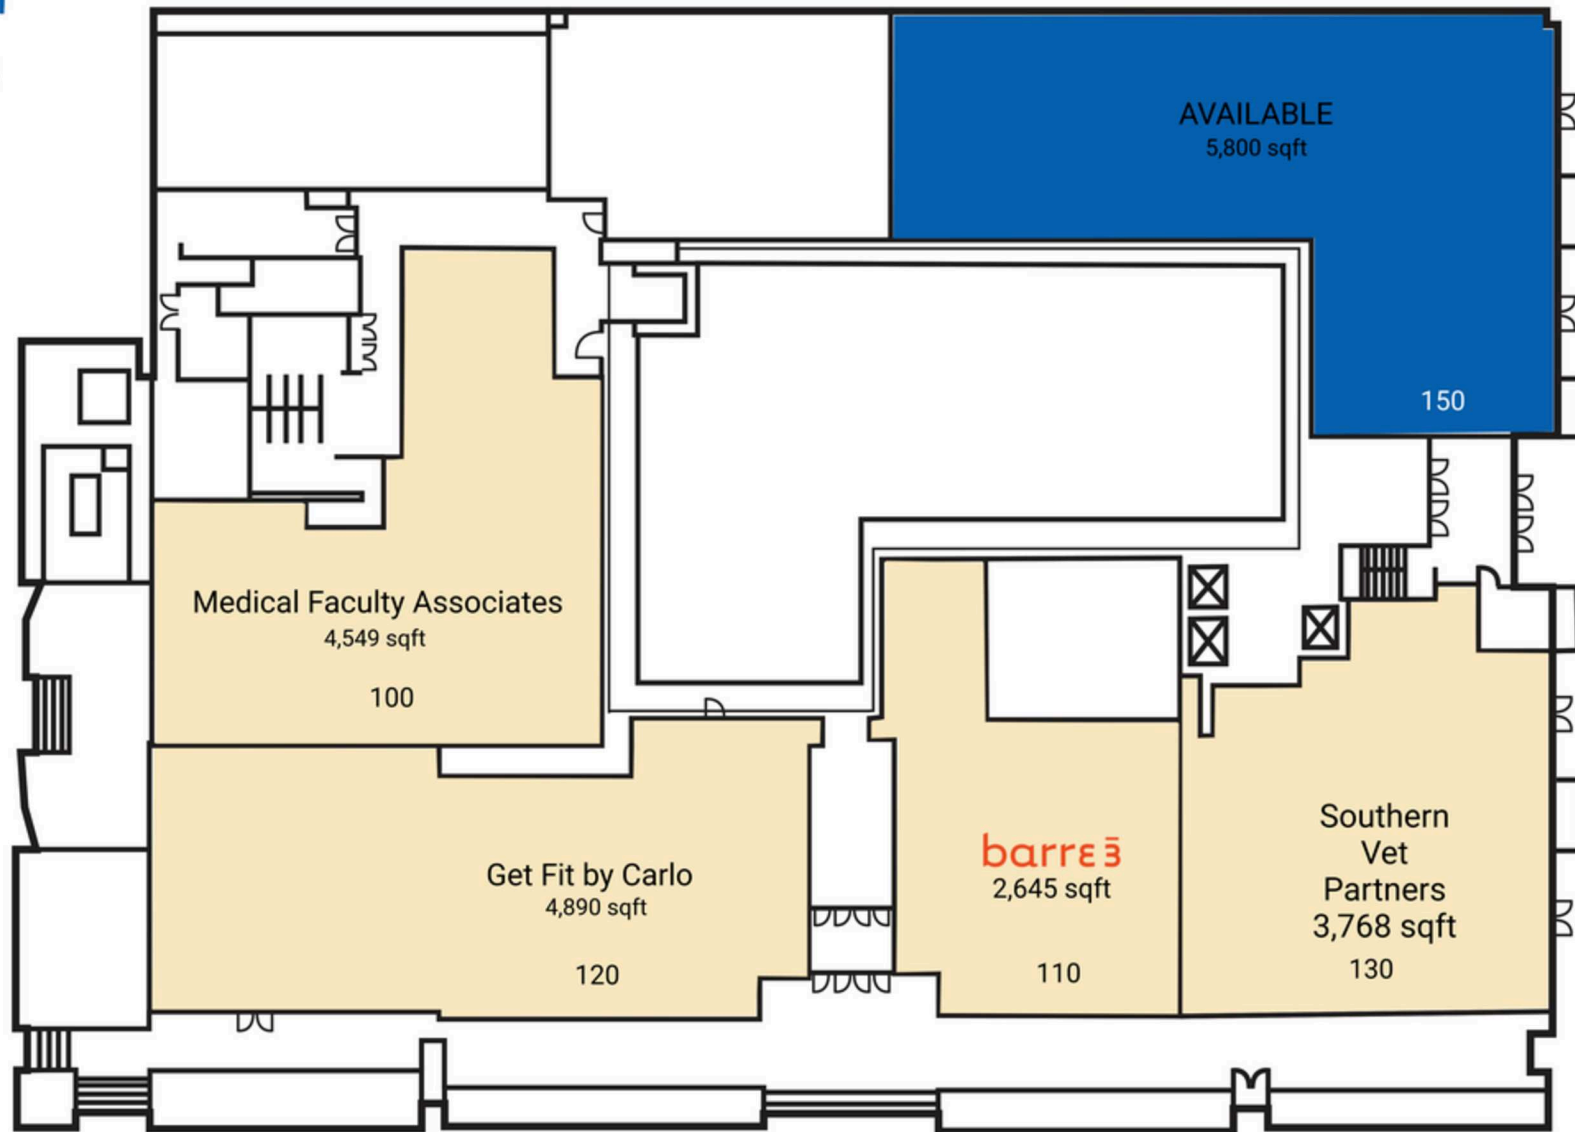 AVAILABLE
5,800 sqft
150
Medical Faculty Associates
4,549 sqft
100
Get Fit by Carlo
4,890 sqft
120
barre3
2,645 sqft
110
Southern
Vet
Partners
3,768 sqft
130